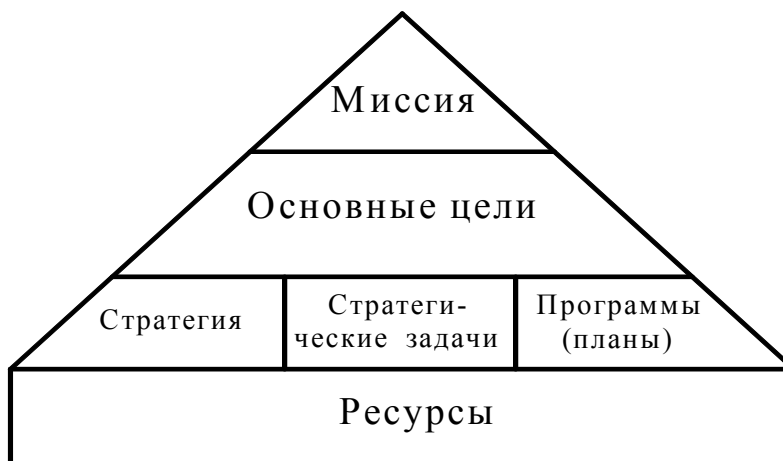 Миссия
Основные цели
Стратегия
Стратеги-
ческие задачи
Программы
(планы)
Ресурсы